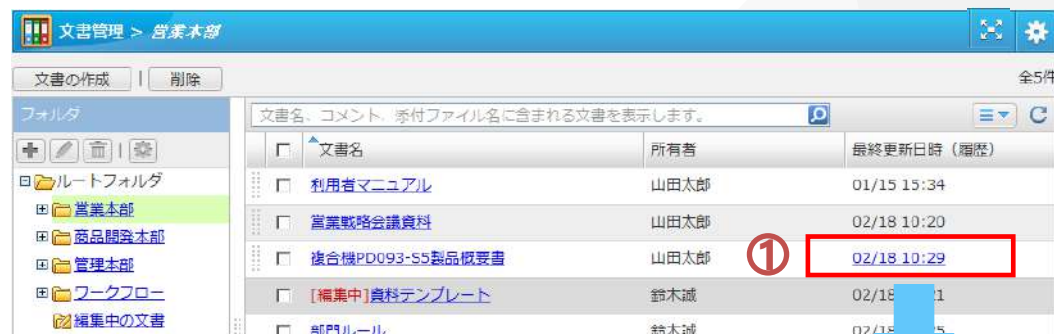 文書管理 > 営業本部
文書の作成 | 削除
全5件
フォルダ
文書名、コメント、添付ファイル名に含まれる文書を表示します。
文書名 所有者 最終更新日時（履歴）
ルートフォルダ
利用者マニュアル 山田太郎 01/15 15:34
営業本部
営業戦略会議資料 山田太郎 02/18 10:20
商品開発本部
複合機PD093-S5製品概要書 山田太郎 ① 02/18 10:29
管理本部
ワークフロー
[編集中]資料テンプレート 鈴木誠 02/18
編集中の文書
部門ルール 鈴木誠 02/18